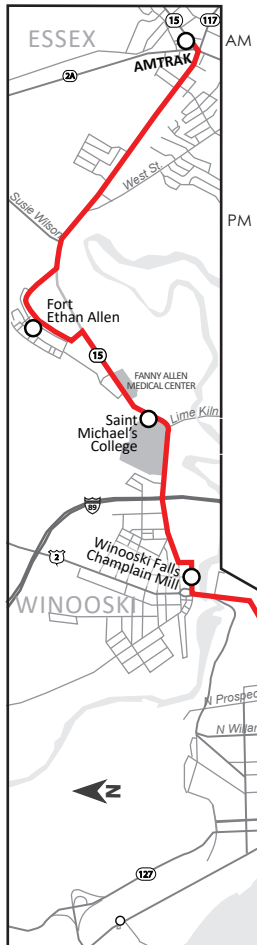 15
117
ESSEX
AM
AMTRAK
2A
West St.
Susie Wilson
PM
Fort
Ethan Allen
15
FANNY ALLEN
MEDICAL CENTER
Saint
Michael's
College
Lime Kiln
89
2
Winooski Falls
Champlain Mill
WINOOSKI
N Prospec
N Willar
N
127